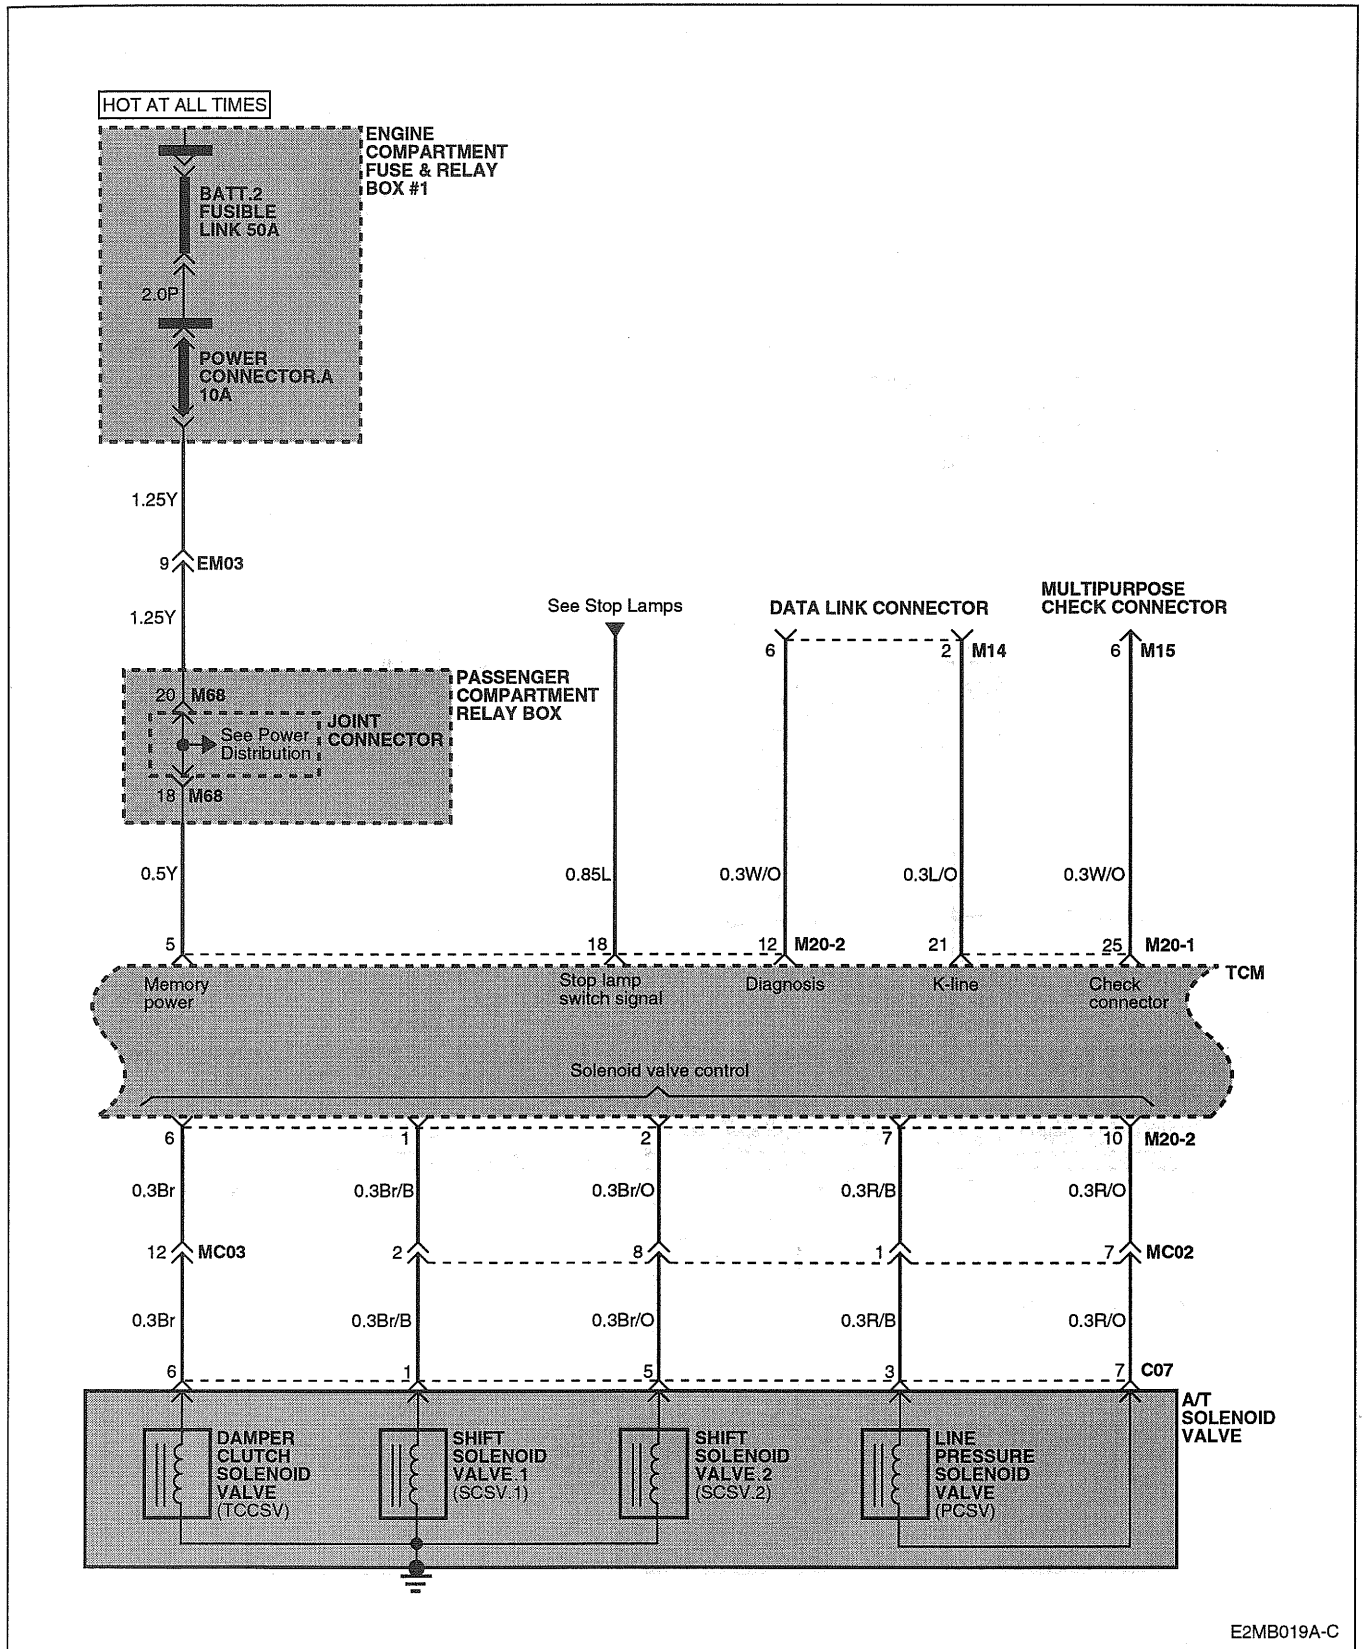 HOT AT ALL TIMES
ENGINE
COMPARTMENT
FUSE & RELAY
BOX #1
BATT.2
FUSIBLE
LINK 50A
2.0P
POWER
CONNECTOR.A
10A
1.25Y
9 EM03
1.25Y
See Stop Lamps
DATA LINK CONNECTOR
MULTIPURPOSE
CHECK CONNECTOR
6 2 M14 6 M15
PASSENGER
COMPARTMENT
RELAY BOX
20 M68
JOINT
CONNECTOR
See Power
Distribution
18 M68
0.5Y 0.85L 0.3W/O 0.3L/O 0.3W/O
5 18 12 M20-2 21 25 M20-1
TCM
Memory
power
Stop lamp
switch signal
Diagnosis
K-line
Check
connector
Solenoid valve control
6 1 2 7 10 M20-2
0.3Br 0.3Br/B 0.3Br/O 0.3R/B 0.3R/O
12 MC03 2 8 1 7 MC02
0.3Br 0.3Br/B 0.3Br/O 0.3R/B 0.3R/O
6 1 5 3 7 C07
A/T
SOLENOID
VALVE
DAMPER
CLUTCH
SOLENOID
VALVE
(TCCSV)
SHIFT
SOLENOID
VALVE.1
(SCSV.1)
SHIFT
SOLENOID
VALVE.2
(SCSV.2)
LINE
PRESSURE
SOLENOID
VALVE
(PCSV)
E2MB019A-C